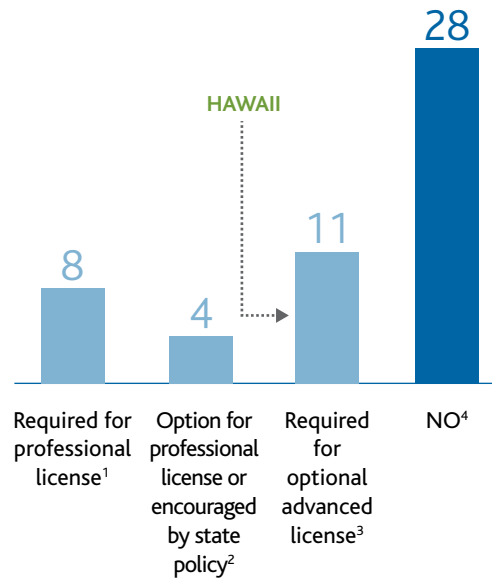 28
HAWAII
11
8
4
Required for
professional
license¹
Option for
professional
license or
encouraged
by state
policy²
Required
for
optional
advanced
license³
NO⁴